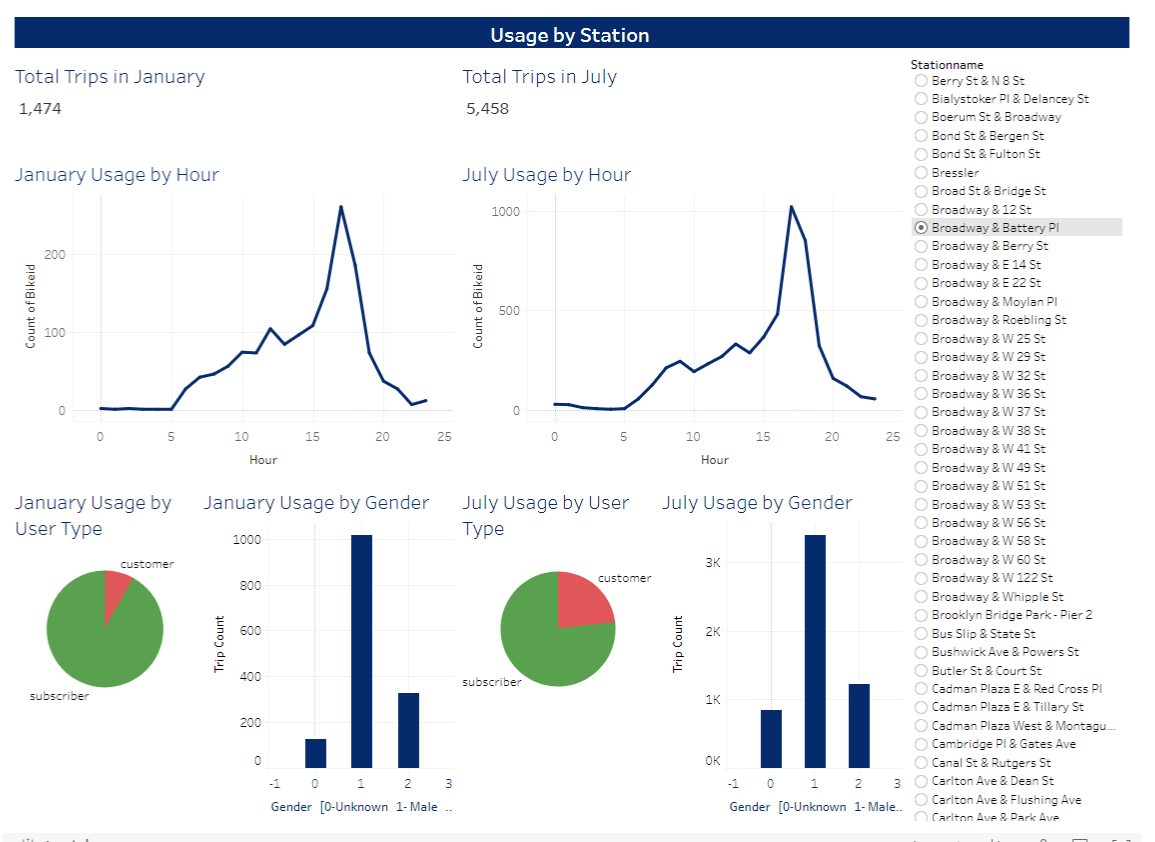 Usage by Station
Total Trips in January
1,474
Total Trips in July
5,458
January Usage by Hour
200
100
0
Count of Bikeid
0 5 10 15 20 25
Hour
July Usage by Hour
1000
500
0
Count of Bikeid
0 5 10 15 20 25
Hour
January Usage by
User Type
customer
subscriber
January Usage by Gender
1000
800
600
400
200
0
Trip Count
-1 0 1 2 3
Gender [0-Unknown 1- Male ..
July Usage by User
Type
customer
subscriber
July Usage by Gender
3K
2K
1K
0K
Trip Count
-1 0 1 2 3
Gender [0-Unknown 1- Male..
Stationname
Berry St & N 8 St
Bialystoker Pl & Delancey St
Boerum St & Broadway
Bond St & Bergen St
Bond St & Fulton St
Bressler
Broad St & Bridge St
Broadway & 12 St
Broadway & Battery Pl
Broadway & Berry St
Broadway & E 14 St
Broadway & E 22 St
Broadway & Moylan Pl
Broadway & Roebling St
Broadway & W 25 St
Broadway & W 29 St
Broadway & W 32 St
Broadway & W 36 St
Broadway & W 37 St
Broadway & W 38 St
Broadway & W 41 St
Broadway & W 49 St
Broadway & W 51 St
Broadway & W 53 St
Broadway & W 56 St
Broadway & W 58 St
Broadway & W 60 St
Broadway & W 122 St
Broadway & Whipple St
Brooklyn Bridge Park - Pier 2
Bus Slip & State St
Bushwick Ave & Powers St
Butler St & Court St
Cadman Plaza E & Red Cross Pl
Cadman Plaza E & Tillary St
Cadman Plaza West & Montagu...
Cambridge Pl & Gates Ave
Canal St & Rutgers St
Carlton Ave & Dean St
Carlton Ave & Flushing Ave
Carlton Ave & Park Ave